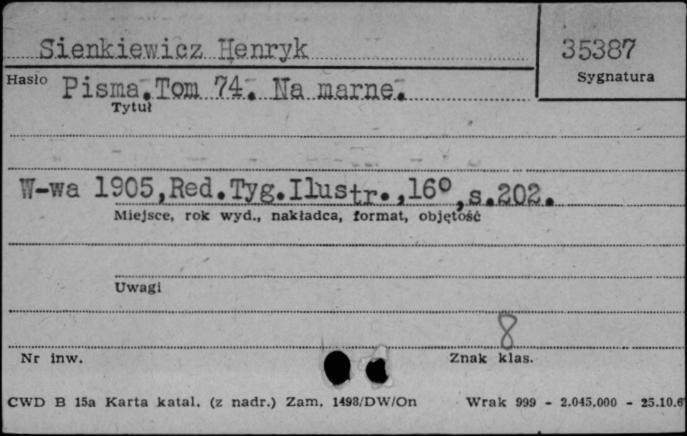 Sienkiewicz Henryk
35387
Hasło
Sygnatura
Pisma. Tom 74. Na marne.
Tytuł
W-wa 1905,Red.Tyg.Ilustr.,16°,s.202.
Miejsce, rok wyd., nakładca, format, objętość
Uwagi
8
Nr inw.
Znak klas.
CWD B 15a Karta katal. (z nadr.) Zam. 1493/DW/On Wrak 999 - 2.045.000 - 25.10.6